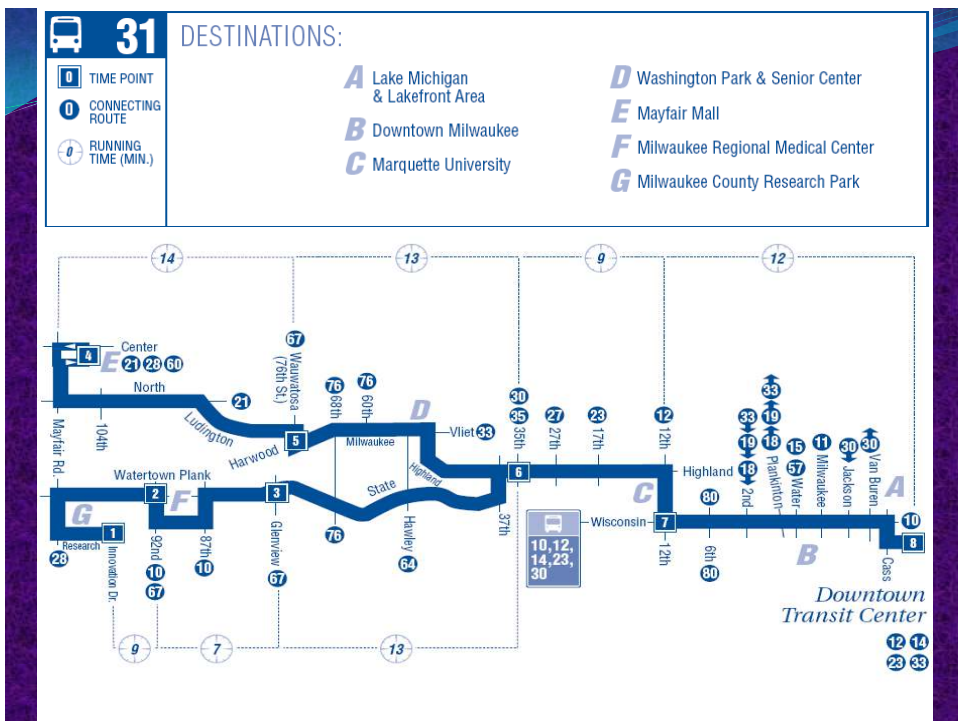 31
DESTINATIONS:
0 TIME POINT
0 CONNECTING
ROUTE
0 RUNNING
TIME (MIN.)
A Lake Michigan
& Lakefront Area
B Downtown Milwaukee
C Marquette University
D Washington Park & Senior Center
E Mayfair Mall
F Milwaukee Regional Medical Center
G Milwaukee County Research Park
14
13
9
12
4
Center
E
21 28 60
North
Mayfair Rd.
104th
Ludington
21
67
Wauwatosa
(76th St.)
Harwood
5
76
68th
76
60th
Milwaukee
D
Vliet 33
Highland
30
35
35th
6
27
27th
23
17th
12
12th
Highland
C
33
19
18
2nd
33
19
18
Plankinton
15
57
Water
11
Milwaukee
30
Jackson
30
Van Buren
A
10
8
Cass
B
80
6th
80
Wisconsin
7
12th
10,12,
14,23,
30
Watertown Plank
2
F
3
G
1
Research
28
Innovation Dr.
92nd
10
67
87th
10
Glenview
67
76
State
Hawley
64
37th
Downtown
Transit Center
12 14
23 33
9
7
13